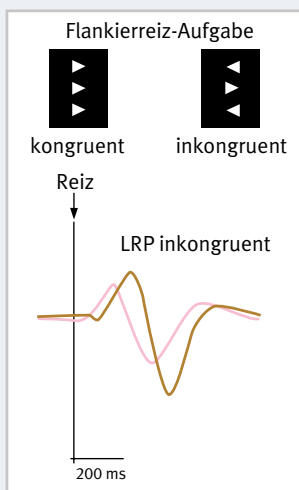 Flankierreiz-Aufgabe
kongruent inkongruent
Reiz
LRP inkongruent
200 ms